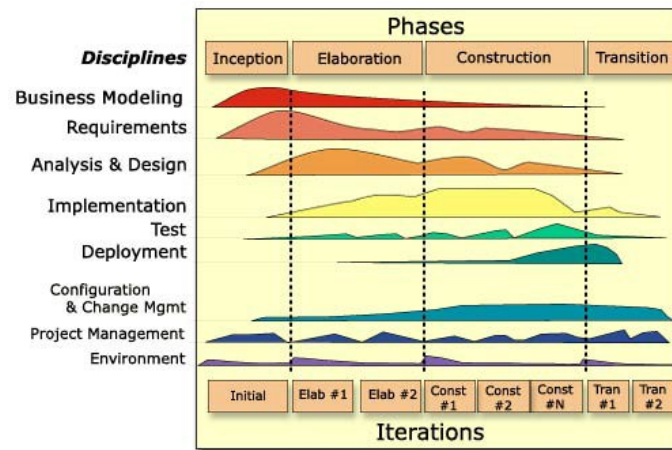 Phases
Disciplines
Inception
Elaboration
Construction
Transition
Business Modeling
Requirements
Analysis & Design
Implementation
Test
Deployment
Configuration
& Change Mgmt
Project Management
Environment
Initial
Elab #1
Elab #2
Const
#1
Const
#2
Const
#N
Tran
#1
Tran
#2
Iterations